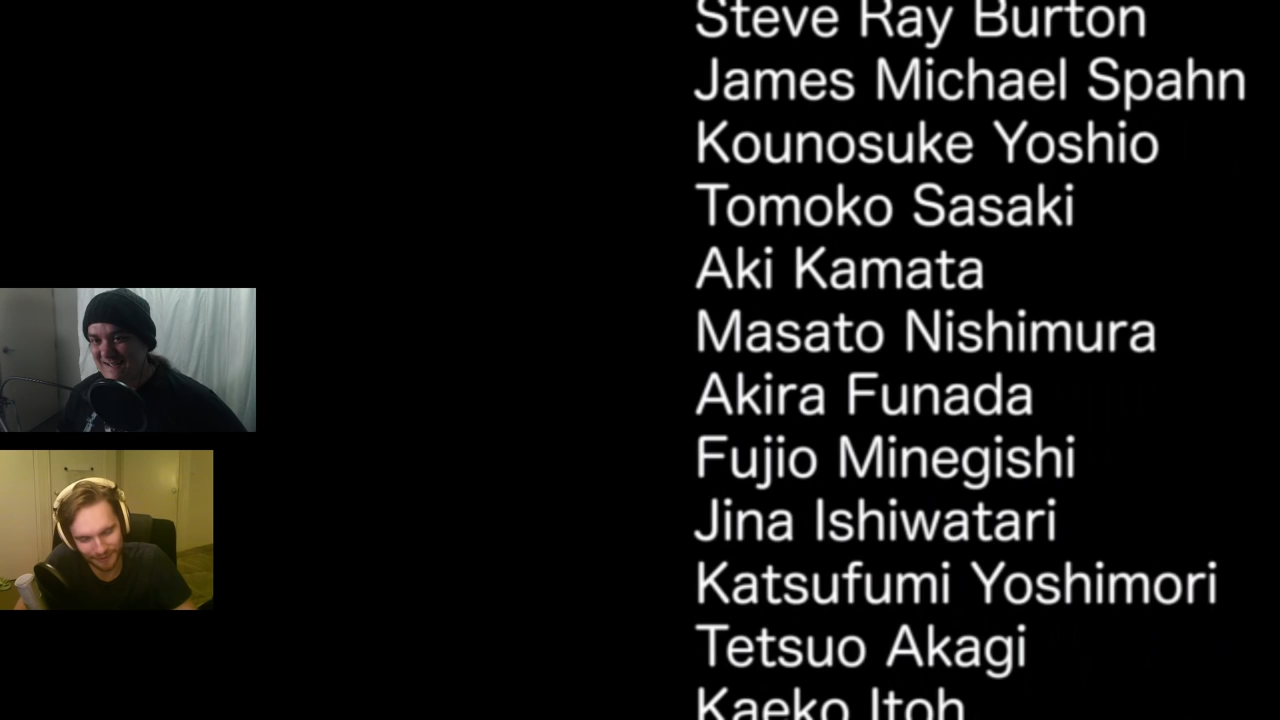 Steve Ray Burton
James Michael Spahn
Kounosuke Yoshio
Tomoko Sasaki
Aki Kamata
Masato Nishimura
Akira Funada
Fujio Minegishi
Jina Ishiwatari
Katsufumi Yoshimori
Tetsuo Akagi
Kaeko Itoh